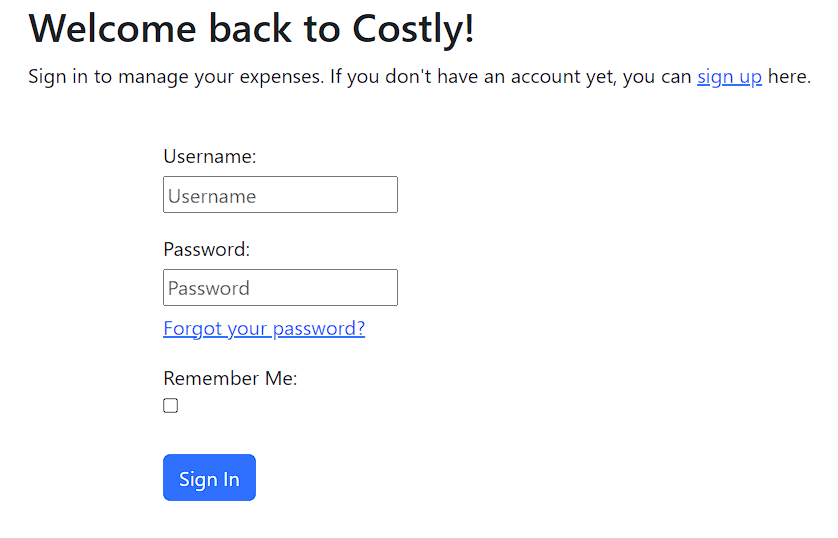 Welcome back to Costly!
Sign in to manage your expenses. If you don't have an account yet, you can sign up here.
Username:
Username
Password:
Password
Forgot your password?
Remember Me:
Sign In